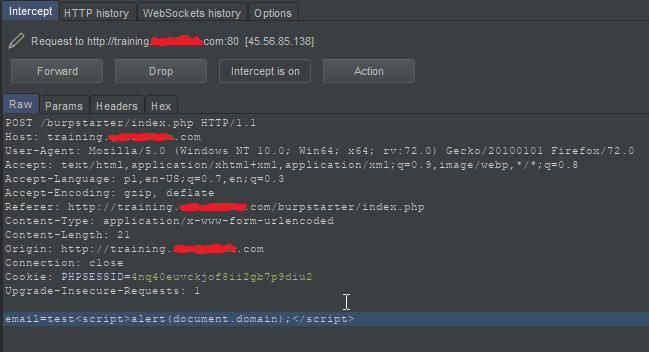 Intercept HTTP history WebSockets history Options
Request to http://training. .com:80 [45.56.85.138]
Forward Drop Intercept is on Action
Raw Params Headers Hex
POST /burpstarter/index.php HTTP/1.1
Host: training. .com
User-Agent: Mozilla/5.0 (Windows NT 10.0; Win64; x64; rv:72.0) Gecko/20100101 Firefox/72.0
Accept: text/html,application/xhtml+xml,application/xml;q=0.9,image/webp,*/*;q=0.8
Accept-Language: pl,en-US;q=0.7,en;q=0.3
Accept-Encoding: gzip, deflate
Referer: http://training. .com/burpstarter/index.php
Content-Type: application/x-www-form-urlencoded
Content-Length: 21
Origin: http://training. .com
Connection: close
Cookie: PHPSESSID=4nq40euvckjof8ii2gb7p9diu2
Upgrade-Insecure-Requests: 1
email=test<script>alert(document.domain);</script>